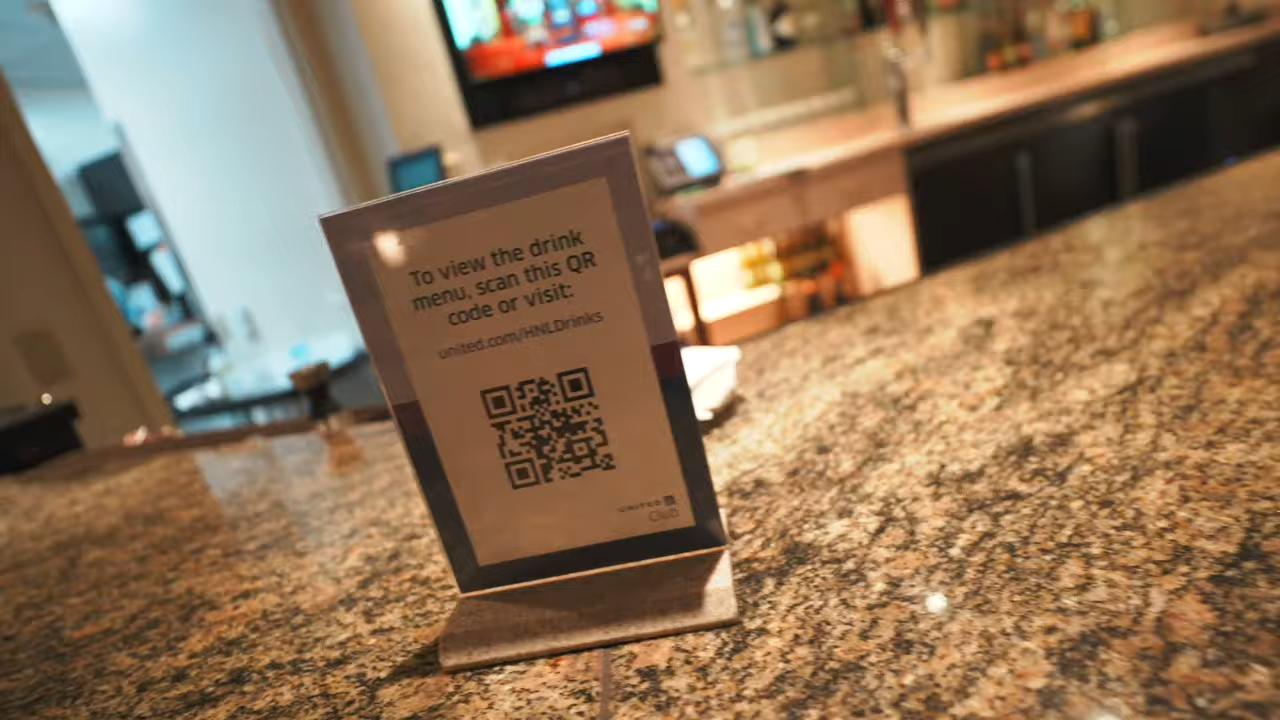 To view the drink
menu, scan this QR
code or visit:
united.com/HNLDrinks
UNITED
Club